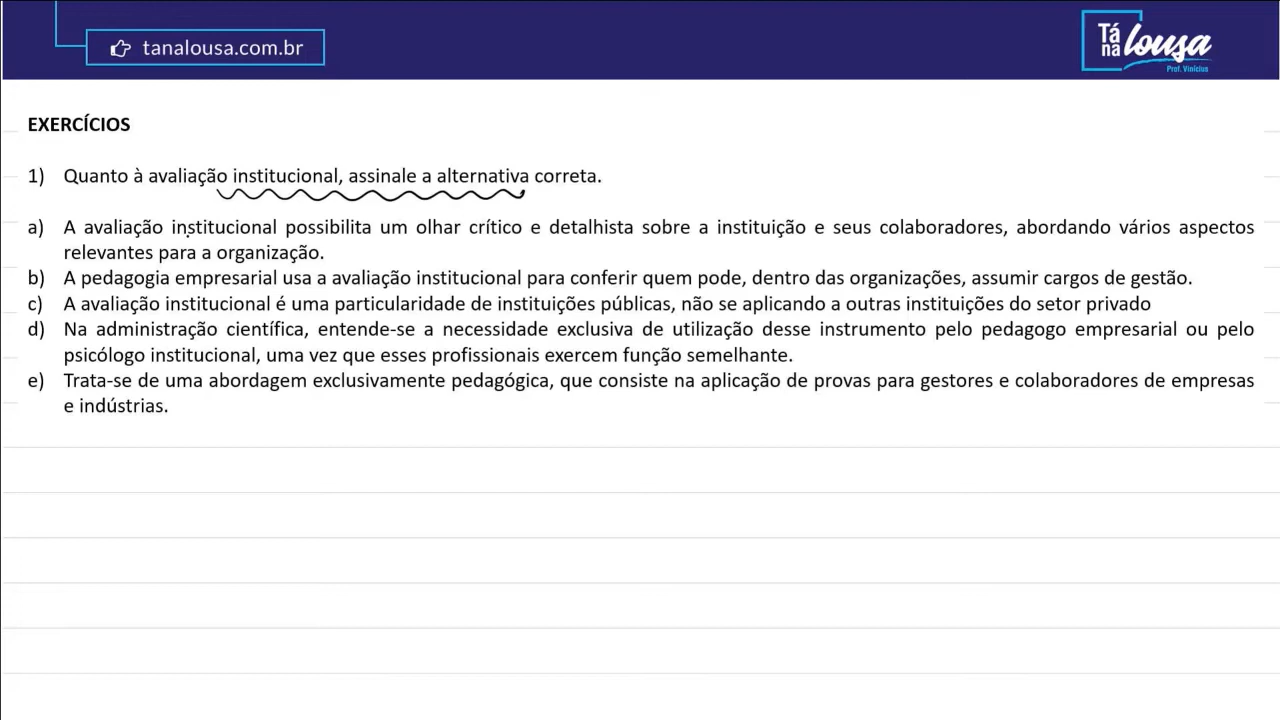 tanalousa.com.br
Tá
na lousa
Prof. Vinícius
EXERCÍCIOS
1) Quanto à avaliação institucional, assinale a alternativa correta.
a) A avaliação institucional possibilita um olhar crítico e detalhista sobre a instituição e seus colaboradores, abordando vários aspectos
relevantes para a organização.
b) A pedagogia empresarial usa a avaliação institucional para conferir quem pode, dentro das organizações, assumir cargos de gestão.
c) A avaliação institucional é uma particularidade de instituições públicas, não se aplicando a outras instituições do setor privado
d) Na administração científica, entende-se a necessidade exclusiva de utilização desse instrumento pelo pedagogo empresarial ou pelo
psicólogo institucional, uma vez que esses profissionais exercem função semelhante.
e) Trata-se de uma abordagem exclusivamente pedagógica, que consiste na aplicação de provas para gestores e colaboradores de empresas
e indústrias.